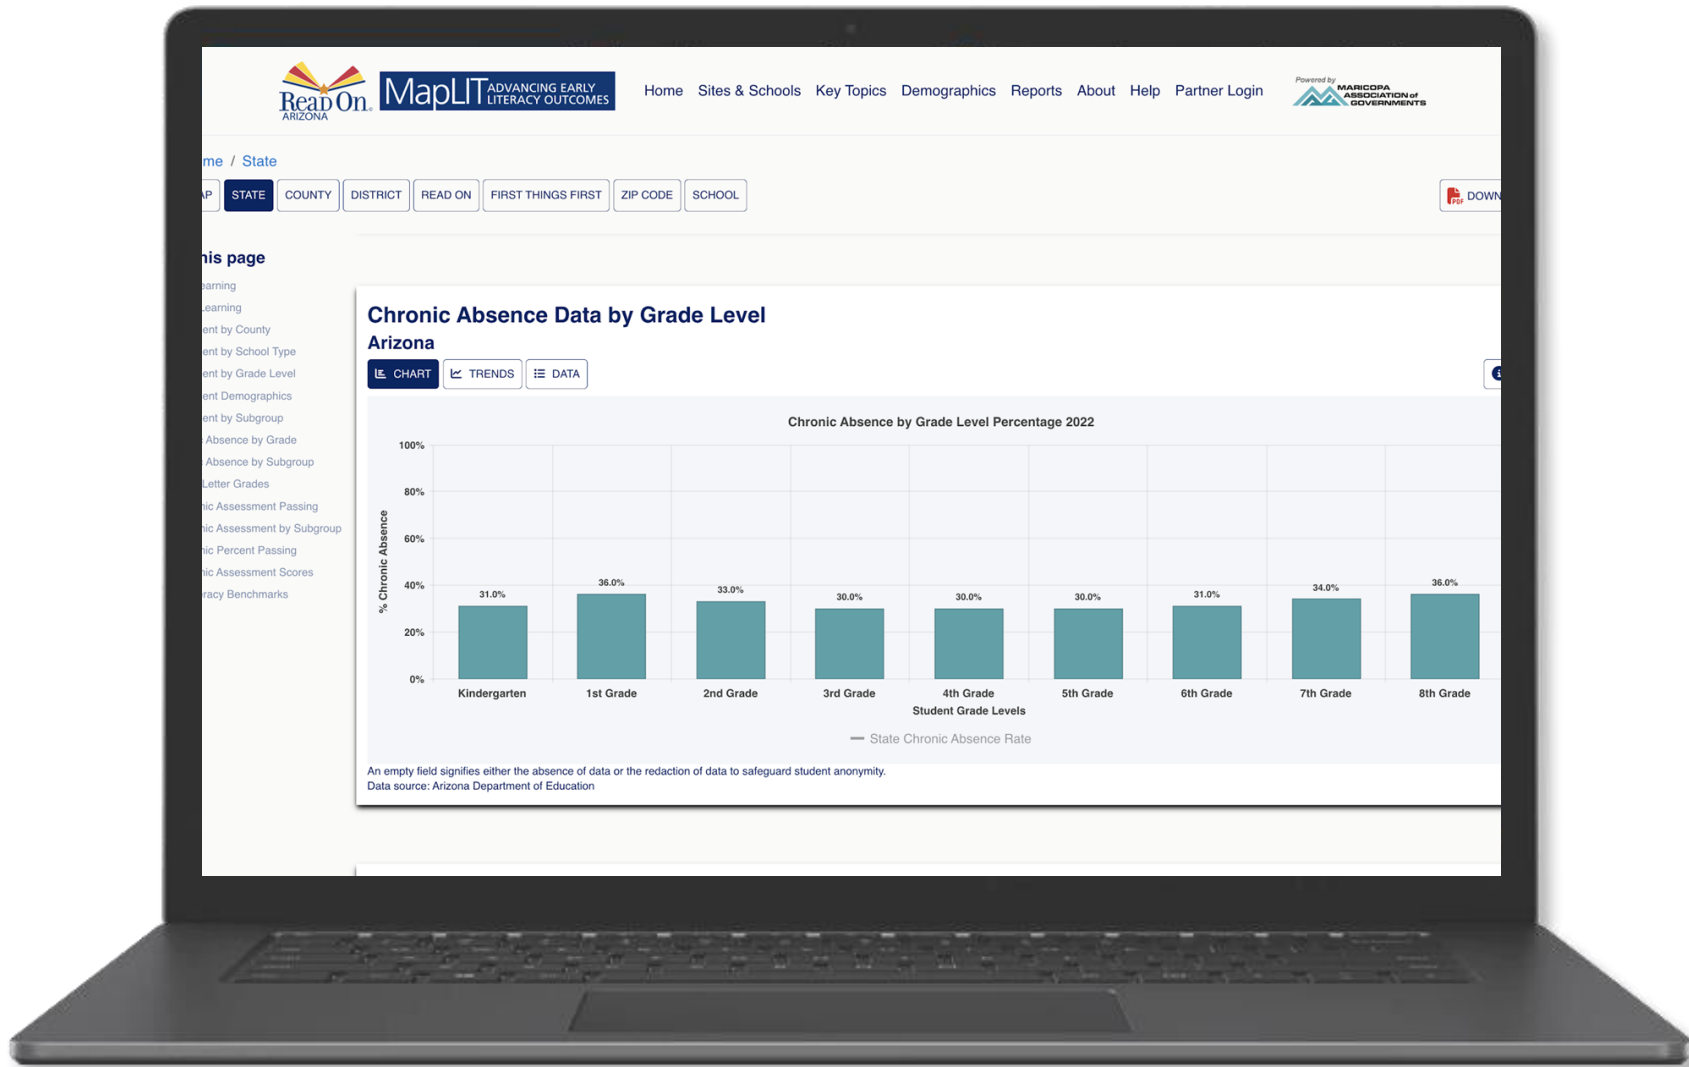 Read On
ARIZONA
MapLIT ADVANCING EARLY
LITERACY OUTCOMES
Home Sites & Schools Key Topics Demographics Reports About Help Partner Login
Powered by
MARICOPA
ASSOCIATION of
GOVERNMENTS
me / State
AP STATE COUNTY DISTRICT READ ON FIRST THINGS FIRST ZIP CODE SCHOOL
PDF DOWN
his page
earning
Learning
ent by County
ent by School Type
ent by Grade Level
ent Demographics
ent by Subgroup
Absence by Grade
Absence by Subgroup
Letter Grades
nic Assessment Passing
nic Assessment by Subgroup
nic Percent Passing
nic Assessment Scores
racy Benchmarks
Chronic Absence Data by Grade Level
Arizona
CHART TRENDS DATA
Chronic Absence by Grade Level Percentage 2022
% Chronic Absence
100%
80%
60%
40%
20%
0%
31.0% 36.0% 33.0% 30.0% 30.0% 30.0% 31.0% 34.0% 36.0%
Kindergarten 1st Grade 2nd Grade 3rd Grade 4th Grade 5th Grade 6th Grade 7th Grade 8th Grade
Student Grade Levels
State Chronic Absence Rate
An empty field signifies either the absence of data or the redaction of data to safeguard student anonymity.
Data source: Arizona Department of Education